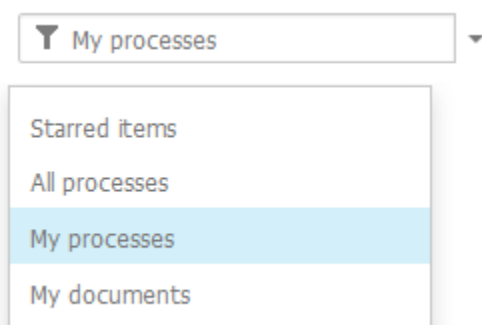 My processes
Starred items
All processes
My processes
My documents